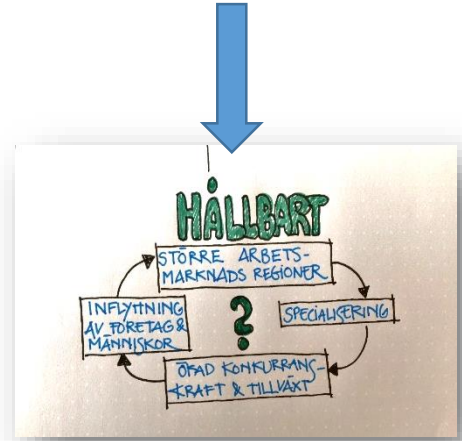 HÅLLBART
STÖRRE ARBETS-
MARKNADS REGIONER
INFLYTTNING
AV FÖRETAG &
MÄNNISKOR
?
SPECIALISERING
ÖKAD KONKURRANS-
KRAFT & TILLVÄXT